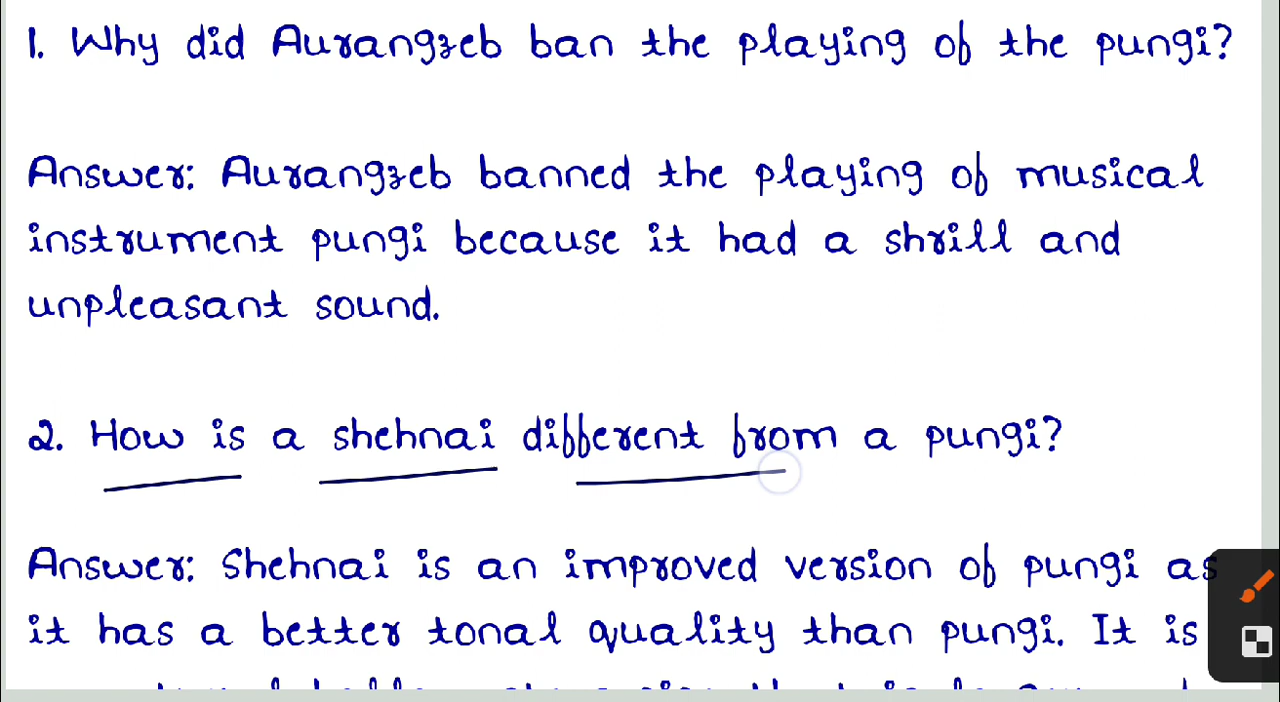 1. Why did Aurangzeb ban the playing of the pungi?
Answer: Aurangzeb banned the playing of musical
instrument pungi because it had a shrill and
unpleasant sound.
2. How is a shehnai different from a pungi?
Answer: Shehnai is an improved version of pungi as
it has a better tonal quality than pungi. It is